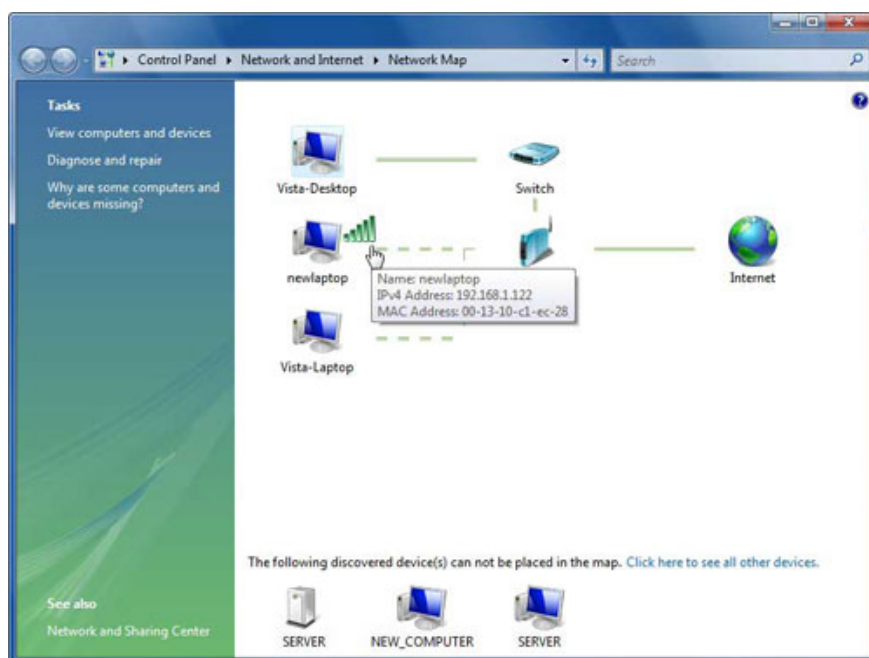 Control Panel ▸ Network and Internet ▸ Network Map
Search
Tasks
View computers and devices
Diagnose and repair
Why are some computers and
devices missing?
Vista-Desktop
Switch
newlaptop
Internet
Name: newlaptop
IPv4 Address: 192.168.1.122
MAC Address: 00-13-10-c1-ec-28
Vista-Laptop
The following discovered device(s) can not be placed in the map. Click here to see all other devices.
See also
Network and Sharing Center
SERVER
NEW_COMPUTER
SERVER